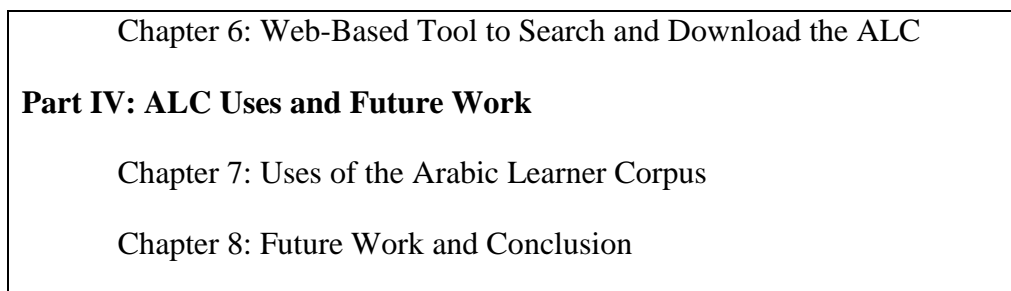 Chapter 6: Web-Based Tool to Search and Download the ALC
Part IV: ALC Uses and Future Work
Chapter 7: Uses of the Arabic Learner Corpus
Chapter 8: Future Work and Conclusion